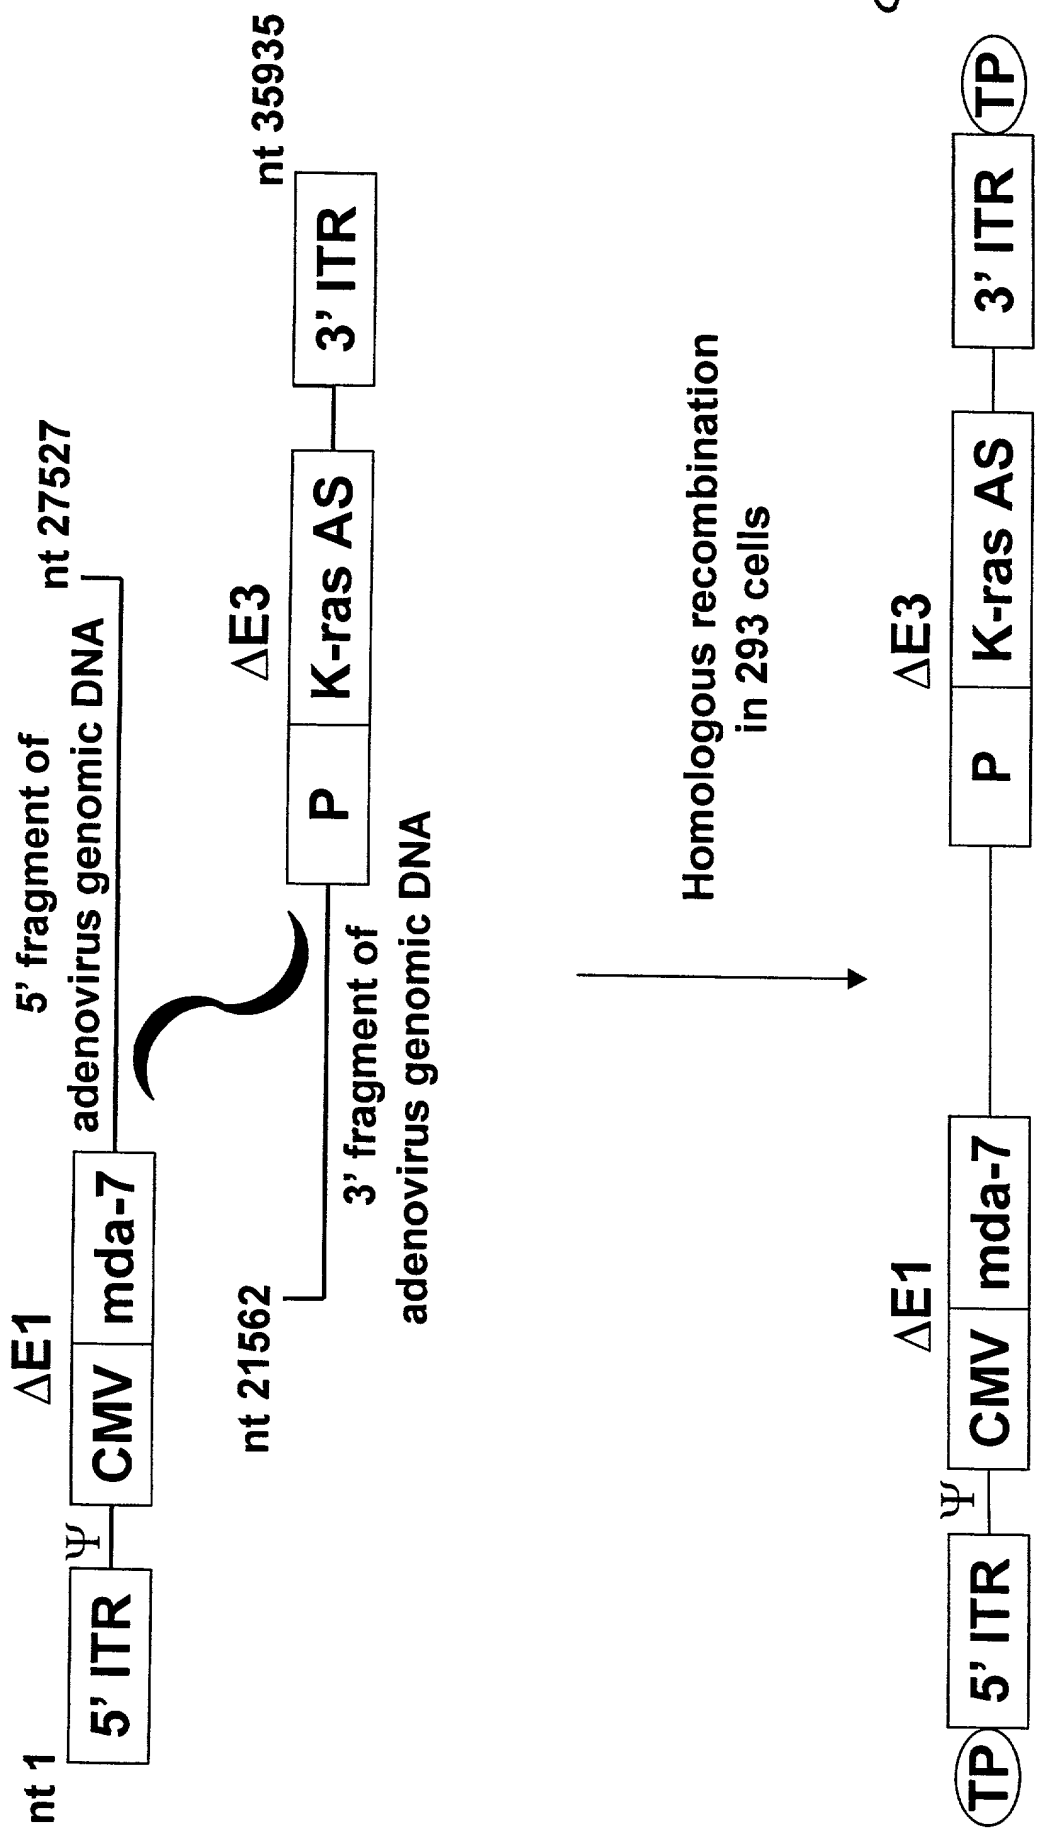 ΔE1
5’ fragment of
adenovirus genomic DNA
nt 27527
nt 1
5’ ITR
Ψ
CMV
mda-7
nt 21562
ΔE3
nt 35935
P
K-ras AS
3’ ITR
3’ fragment of
adenovirus genomic DNA
Homologous recombination
in 293 cells
ΔE1
ΔE3
TP
5’ ITR
Ψ
CMV
mda-7
P
K-ras AS
3’ ITR
TP